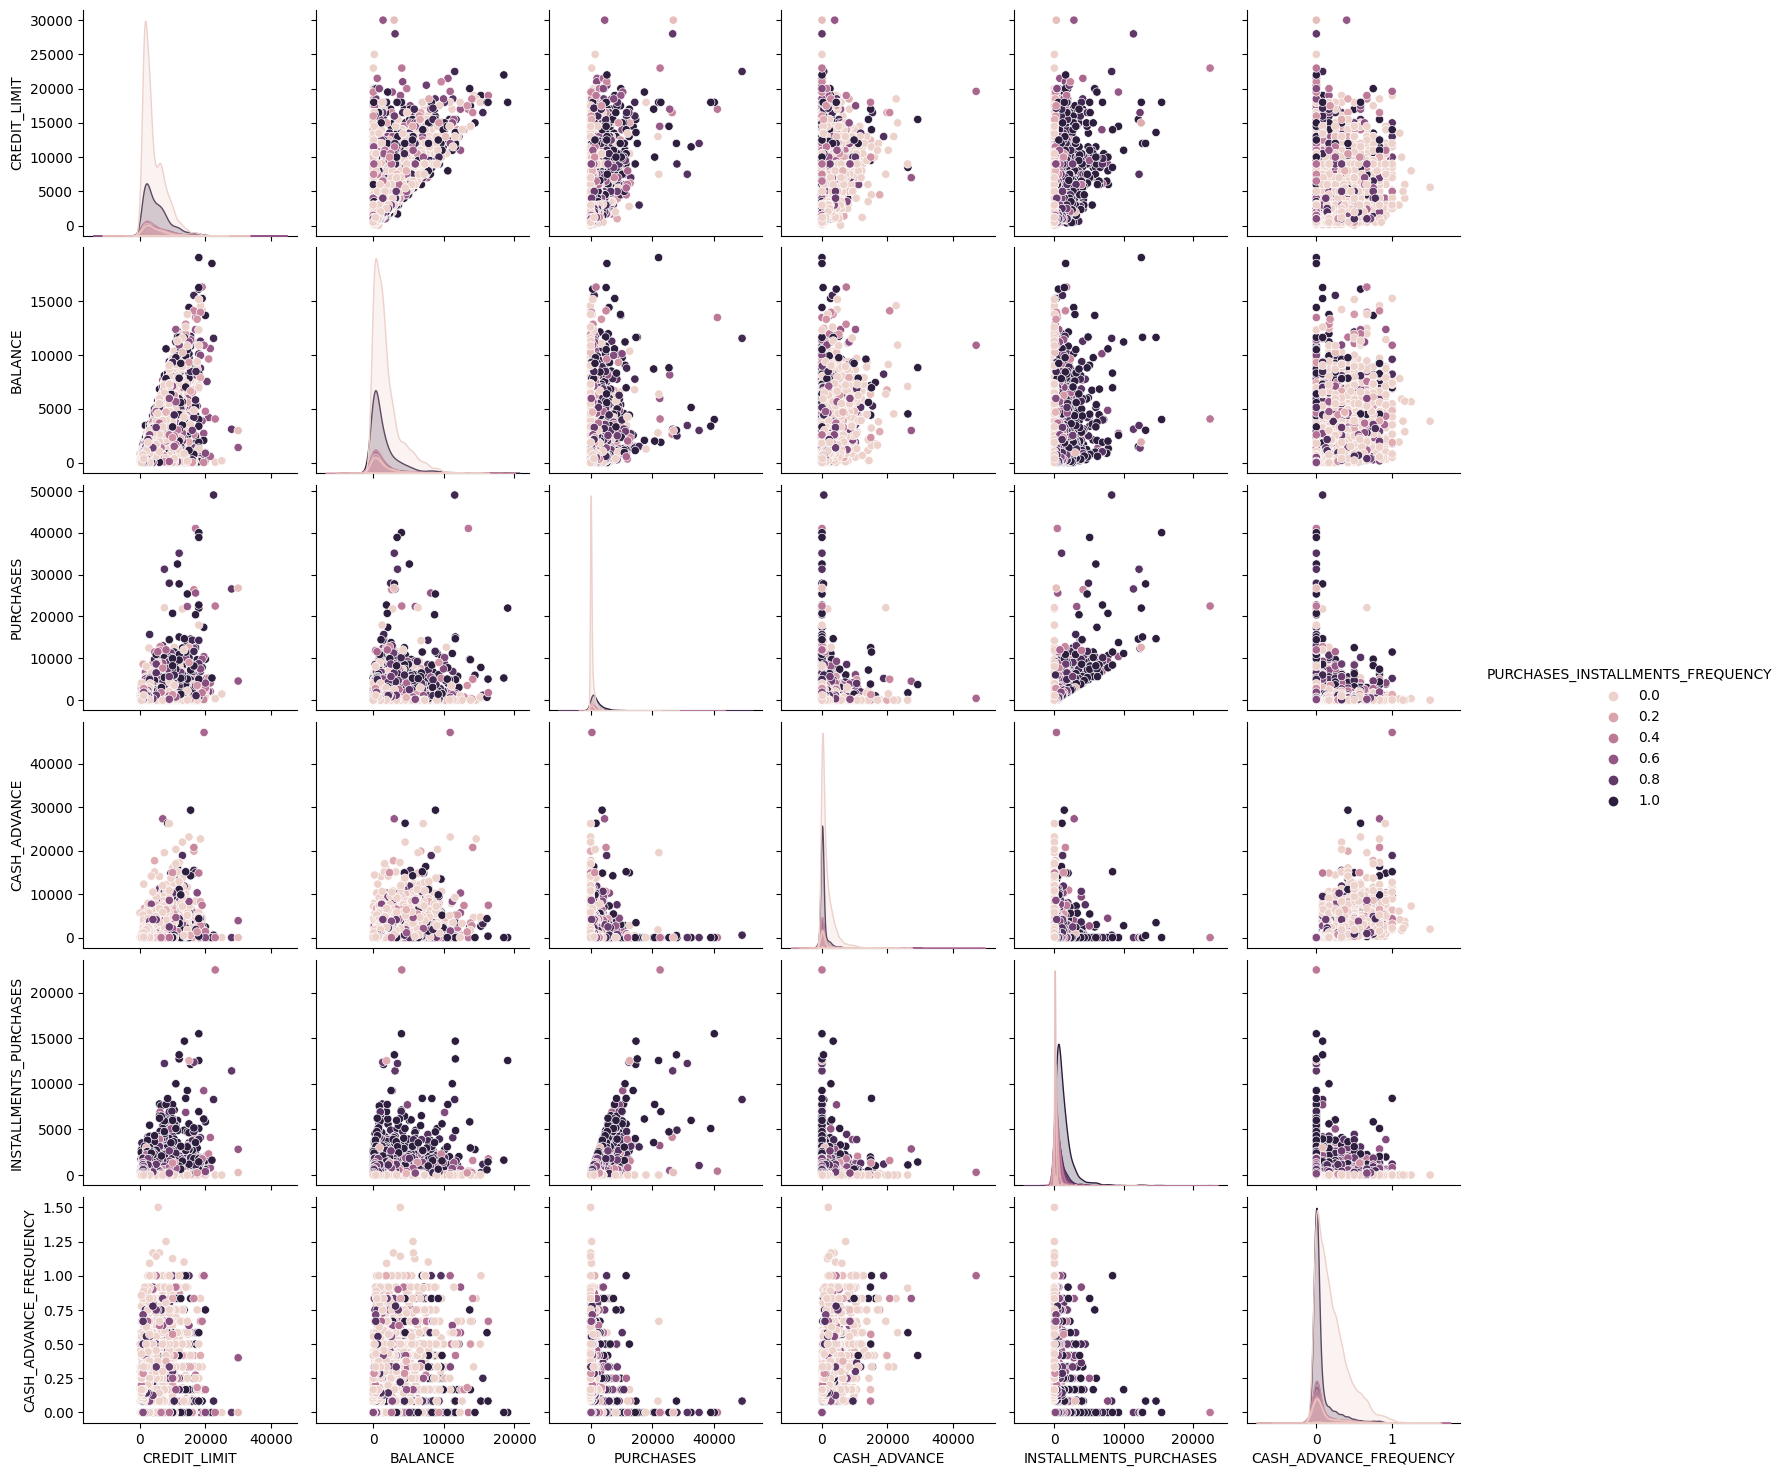 CREDIT_LIMIT
30000
25000
20000
15000
10000
5000
0
BALANCE
15000
10000
5000
0
PURCHASES
50000
40000
30000
20000
10000
0
CASH_ADVANCE
40000
30000
20000
10000
0
INSTALLMENTS_PURCHASES
20000
15000
10000
5000
0
CASH_ADVANCE_FREQUENCY
1.50
1.25
1.00
0.75
0.50
0.25
0.00
0 20000 40000
CREDIT_LIMIT
0 10000 20000
BALANCE
0 20000 40000
PURCHASES
0 20000 40000
CASH_ADVANCE
0 10000 20000
INSTALLMENTS_PURCHASES
0 1
CASH_ADVANCE_FREQUENCY
PURCHASES_INSTALLMENTS_FREQUENCY
0.0
0.2
0.4
0.6
0.8
1.0